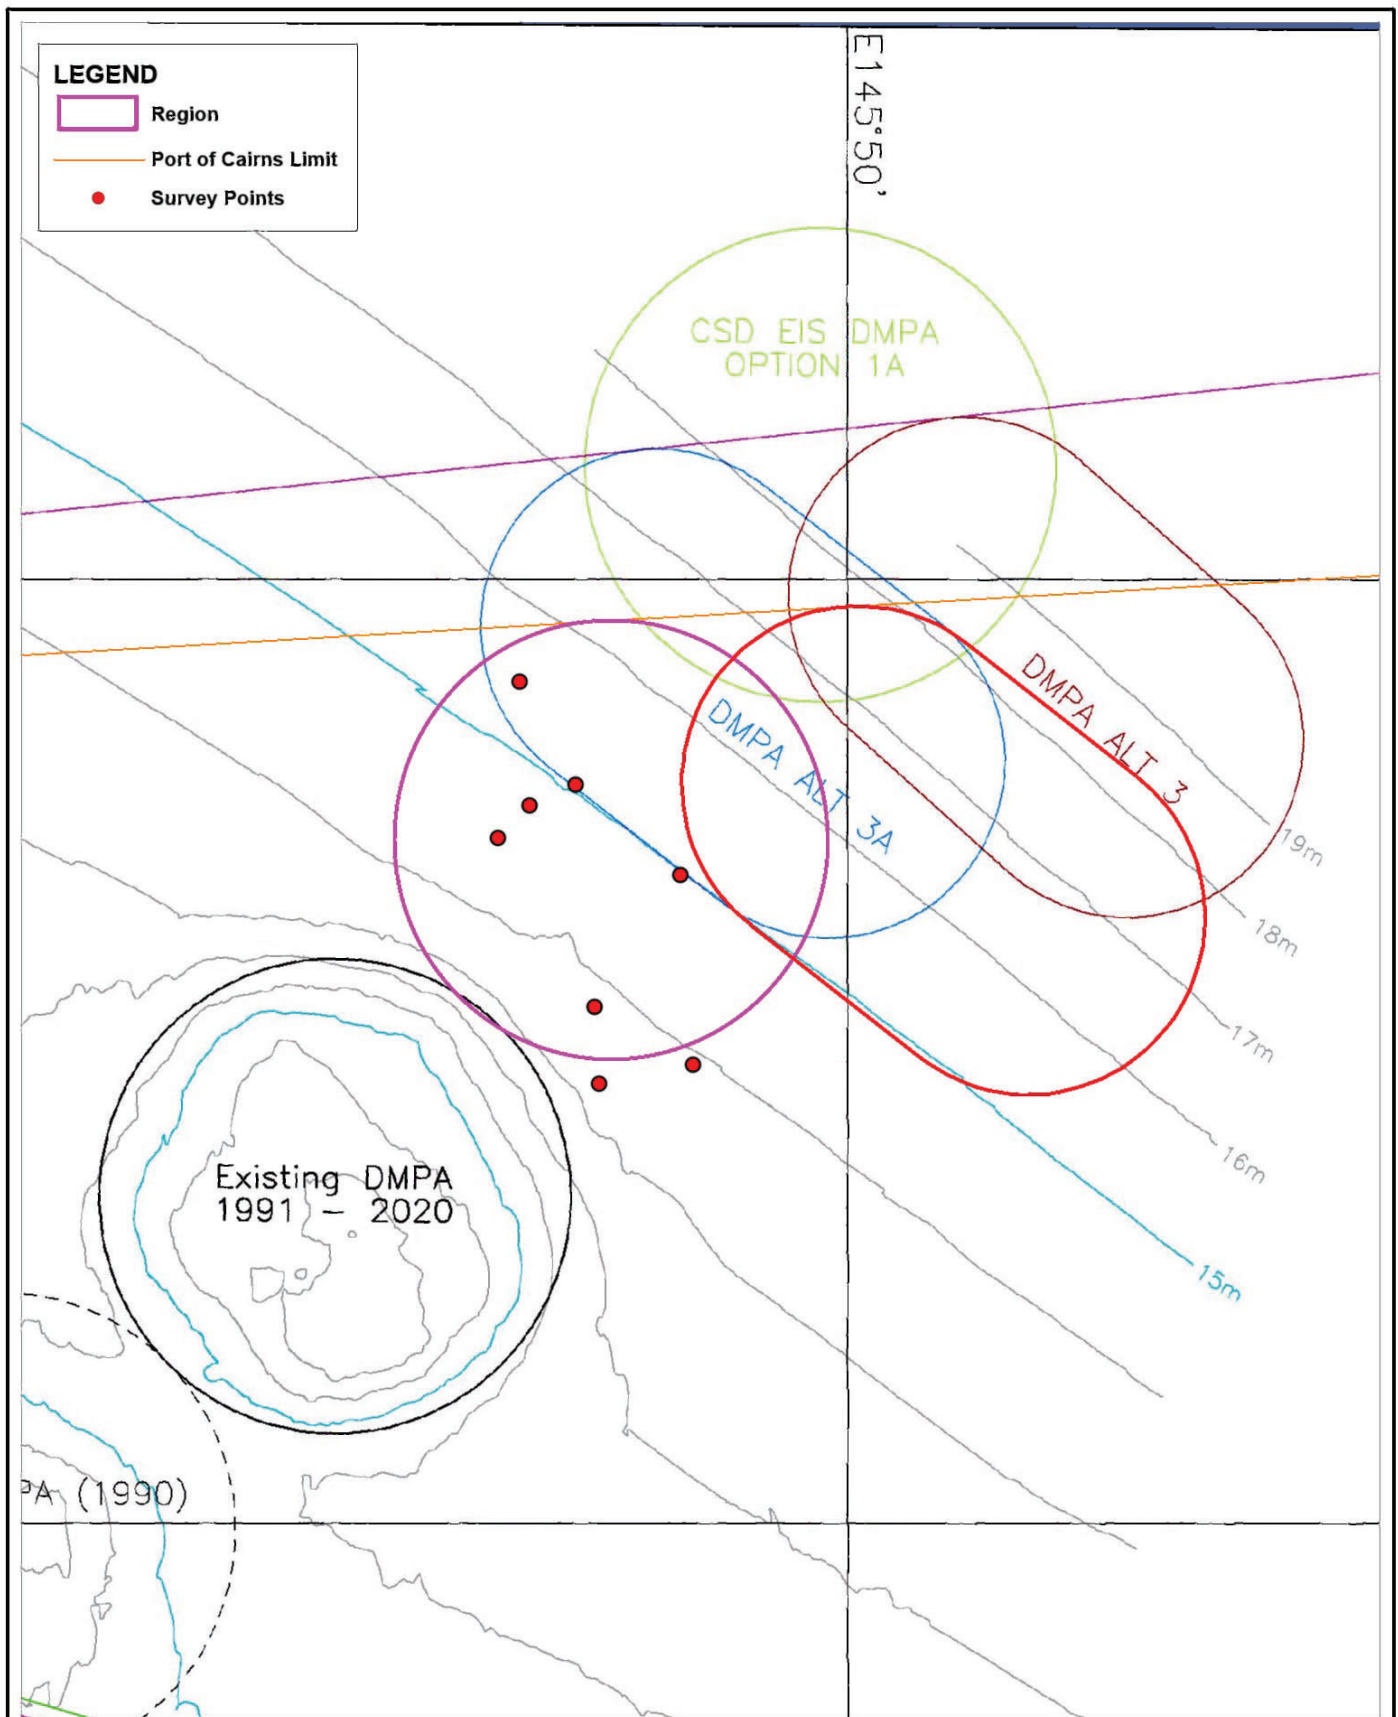 LEGEND
Region
Port of Cairns Limit
Survey Points
E145°50'
CSD EIS DMPA
OPTION 1A
DMPA ALT 3
DMPA ALT 3A
19m
18m
17m
16m
15m
Existing DMPA
1991 - 2020
PA (1990)